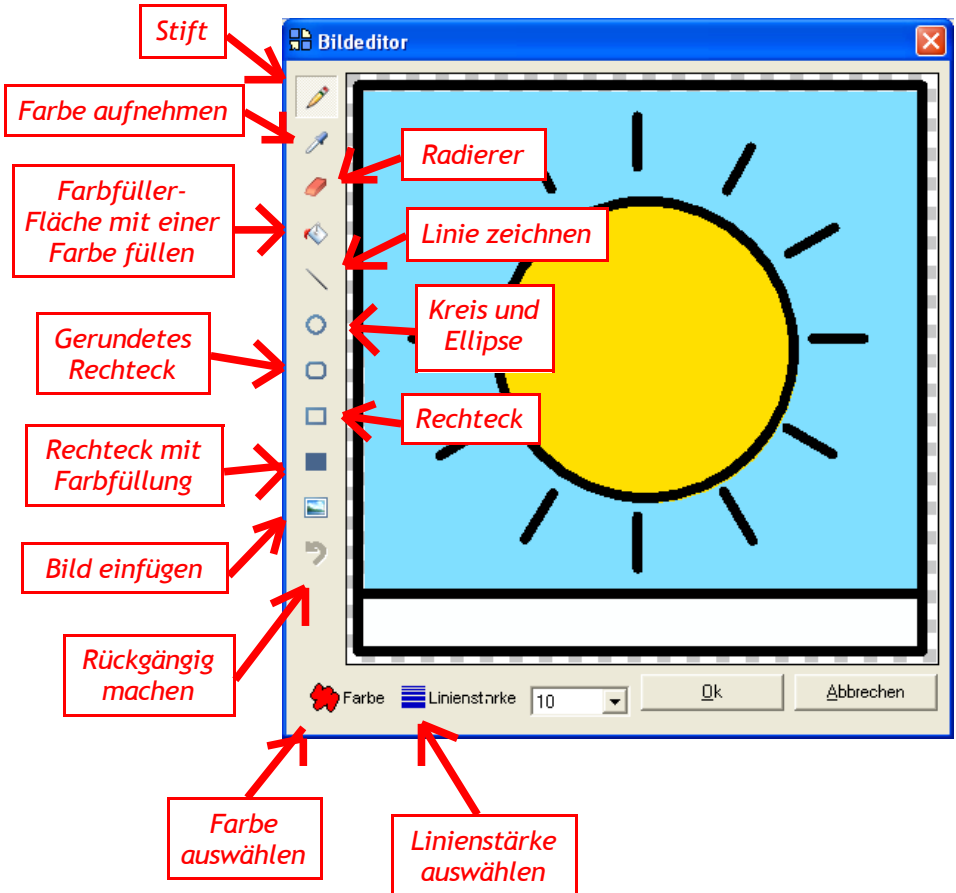 Stift
Bildeditor
Farbe aufnehmen
Radierer
Farbfüller-
Fläche mit einer
Farbe füllen
Linie zeichnen
Kreis und
Ellipse
Gerundetes
Rechteck
Rechteck
Rechteck mit
Farbfüllung
Bild einfügen
Rückgängig
machen
Farbe
Linienstärke
10
Ok
Abbrechen
Farbe
auswählen
Linienstärke
auswählen